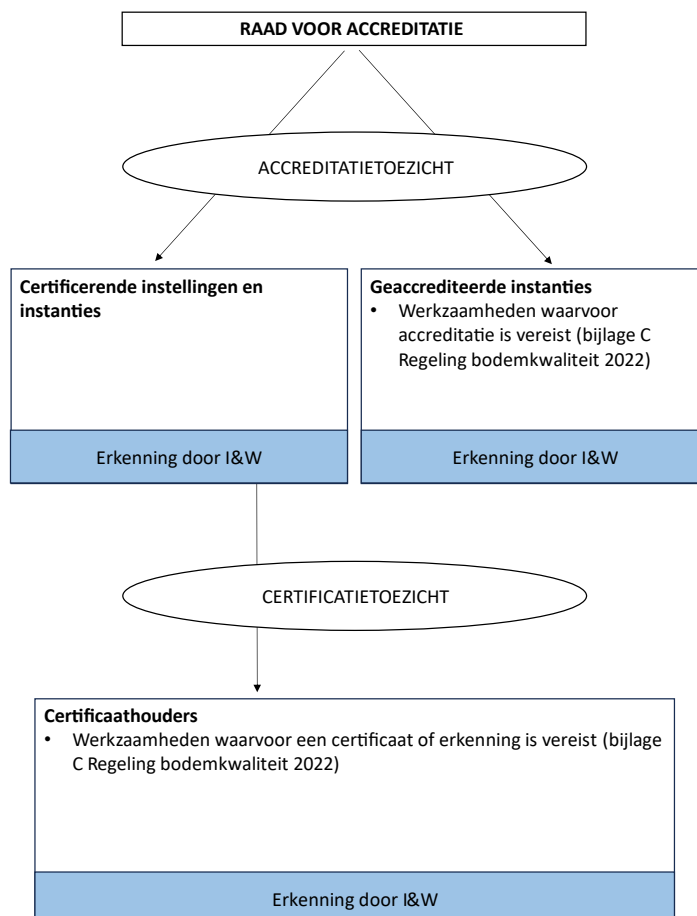 RAAD VOOR ACCREDITATIE
ACCREDITATIETOEZICHT
Certificerende instellingen en
instanties
Erkenning door I&W
Geaccrediteerde instanties
• Werkzaamheden waarvoor
accreditatie is vereist (bijlage C
Regeling bodemkwaliteit 2022)
Erkenning door I&W
CERTIFICATIETOEZICHT
Certificaathouders
• Werkzaamheden waarvoor een certificaat of erkenning is vereist (bijlage
C Regeling bodemkwaliteit 2022)
Erkenning door I&W